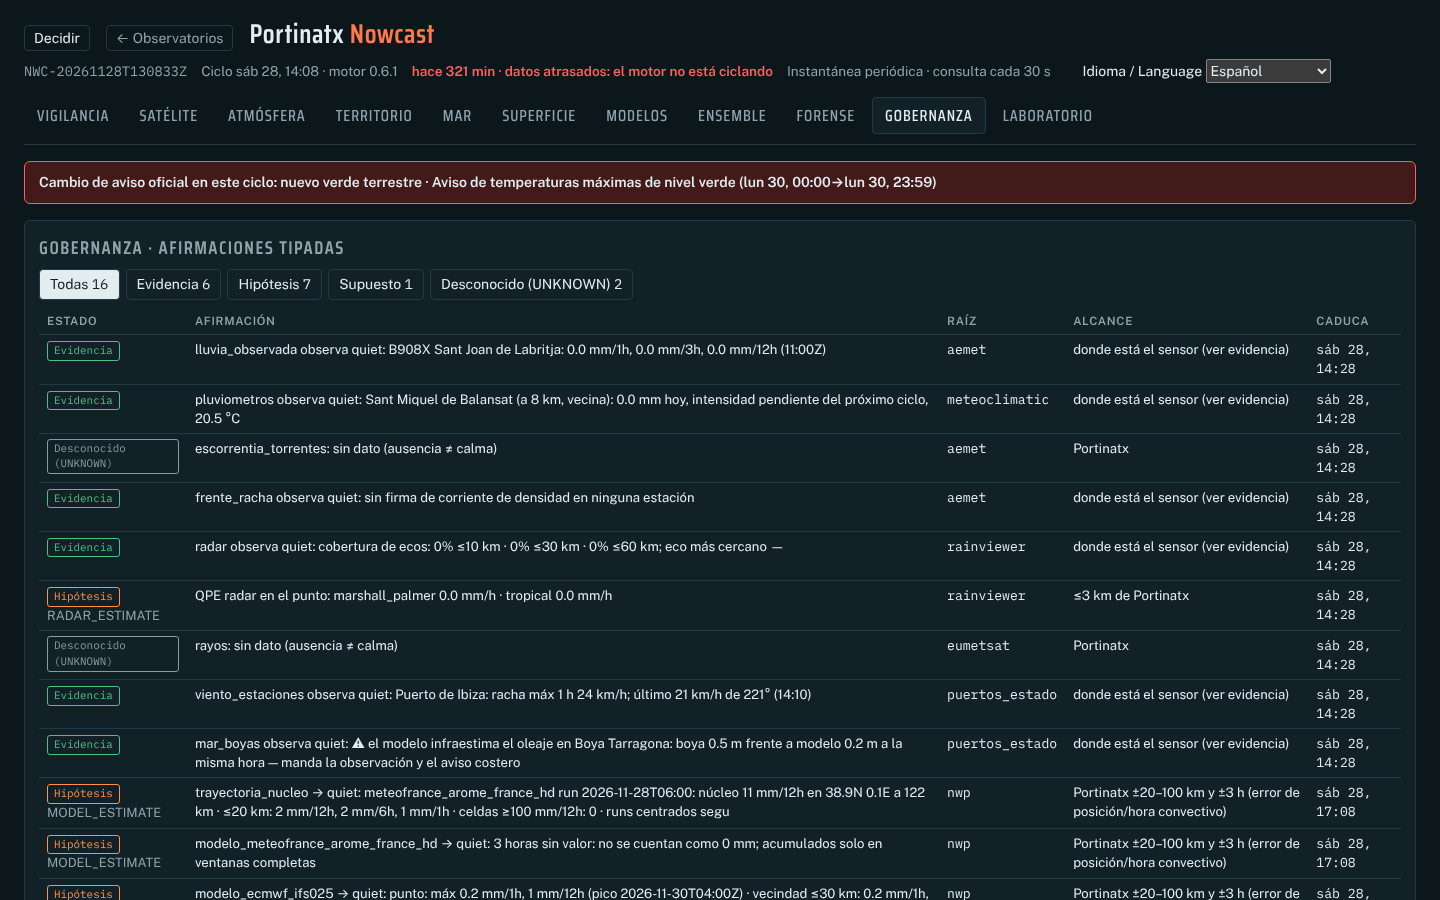 Decidir
← Observatorios
Portinatx Nowcast
NWC-20261128T130833Z Ciclo sáb 28, 14:08 · motor 0.6.1 hace 321 min · datos atrasados: el motor no está ciclando Instantánea periódica · consulta cada 30 s Idioma / Language Español
VIGILANCIA SATÉLITE ATMÓSFERA TERRITORIO MAR SUPERFICIE MODELOS ENSEMBLE FORENSE GOBERNANZA LABORATORIO
Cambio de aviso oficial en este ciclo: nuevo verde terrestre · Aviso de temperaturas máximas de nivel verde (lun 30, 00:00→lun 30, 23:59)
GOBERNANZA · AFIRMACIONES TIPADAS
Todas 16 Evidencia 6 Hipótesis 7 Supuesto 1 Desconocido (UNKNOWN) 2
ESTADO AFIRMACIÓN RAÍZ ALCANCE CADUCA
Evidencia lluvia_observada observa quiet: B908X Sant Joan de Labritja: 0.0 mm/1h, 0.0 mm/3h, 0.0 mm/12h (11:00Z) aemet donde está el sensor (ver evidencia) sáb 28,
14:28
Evidencia pluviometros observa quiet: Sant Miquel de Balansat (a 8 km, vecina): 0.0 mm hoy, intensidad pendiente del próximo ciclo, meteoclimatic donde está el sensor (ver evidencia) sáb 28,
20.5 °C 14:28
Desconocido escorrentia_torrentes: sin dato (ausencia ≠ calma) aemet Portinatx sáb 28,
(UNKNOWN) 14:28
Evidencia frente_racha observa quiet: sin firma de corriente de densidad en ninguna estación aemet donde está el sensor (ver evidencia) sáb 28,
14:28
Evidencia radar observa quiet: cobertura de ecos: 0% ≤10 km · 0% ≤30 km · 0% ≤60 km; eco más cercano — rainviewer donde está el sensor (ver evidencia) sáb 28,
14:28
Hipótesis QPE radar en el punto: marshall_palmer 0.0 mm/h · tropical 0.0 mm/h rainviewer ≤3 km de Portinatx sáb 28,
RADAR_ESTIMATE 14:28
Desconocido rayos: sin dato (ausencia ≠ calma) eumetsat Portinatx sáb 28,
(UNKNOWN) 14:28
Evidencia viento_estaciones observa quiet: Puerto de Ibiza: racha máx 1 h 24 km/h; último 21 km/h de 221° (14:10) puertos_estado donde está el sensor (ver evidencia) sáb 28,
14:28
Evidencia mar_boyas observa quiet: ⚠ el modelo infraestima el oleaje en Boya Tarragona: boya 0.5 m frente a modelo 0.2 m a la puertos_estado donde está el sensor (ver evidencia) sáb 28,
misma hora — manda la observación y el aviso costero 14:28
Hipótesis trayectoria_nucleo → quiet: meteofrance_arome_france_hd run 2026-11-28T06:00: núcleo 11 mm/12h en 38.9N 0.1E a 122 nwp Portinatx ±20–100 km y ±3 h (error de sáb 28,
MODEL_ESTIMATE km · ≤20 km: 2 mm/12h, 2 mm/6h, 1 mm/1h · celdas ≥100 mm/12h: 0 · runs centrados segu posición/hora convectivo) 17:08
Hipótesis modelo_meteofrance_arome_france_hd → quiet: 3 horas sin valor: no se cuentan como 0 mm; acumulados solo en nwp Portinatx ±20–100 km y ±3 h (error de sáb 28,
MODEL_ESTIMATE ventanas completas posición/hora convectivo) 17:08
Hipótesis modelo_ecmwf_ifs025 → quiet: punto: máx 0.2 mm/1h, 1 mm/12h (pico 2026-11-30T04:00Z) · vecindad ≤30 km: 0.2 mm/1h, nwp Portinatx ±20–100 km y ±3 h (error de sáb 28,